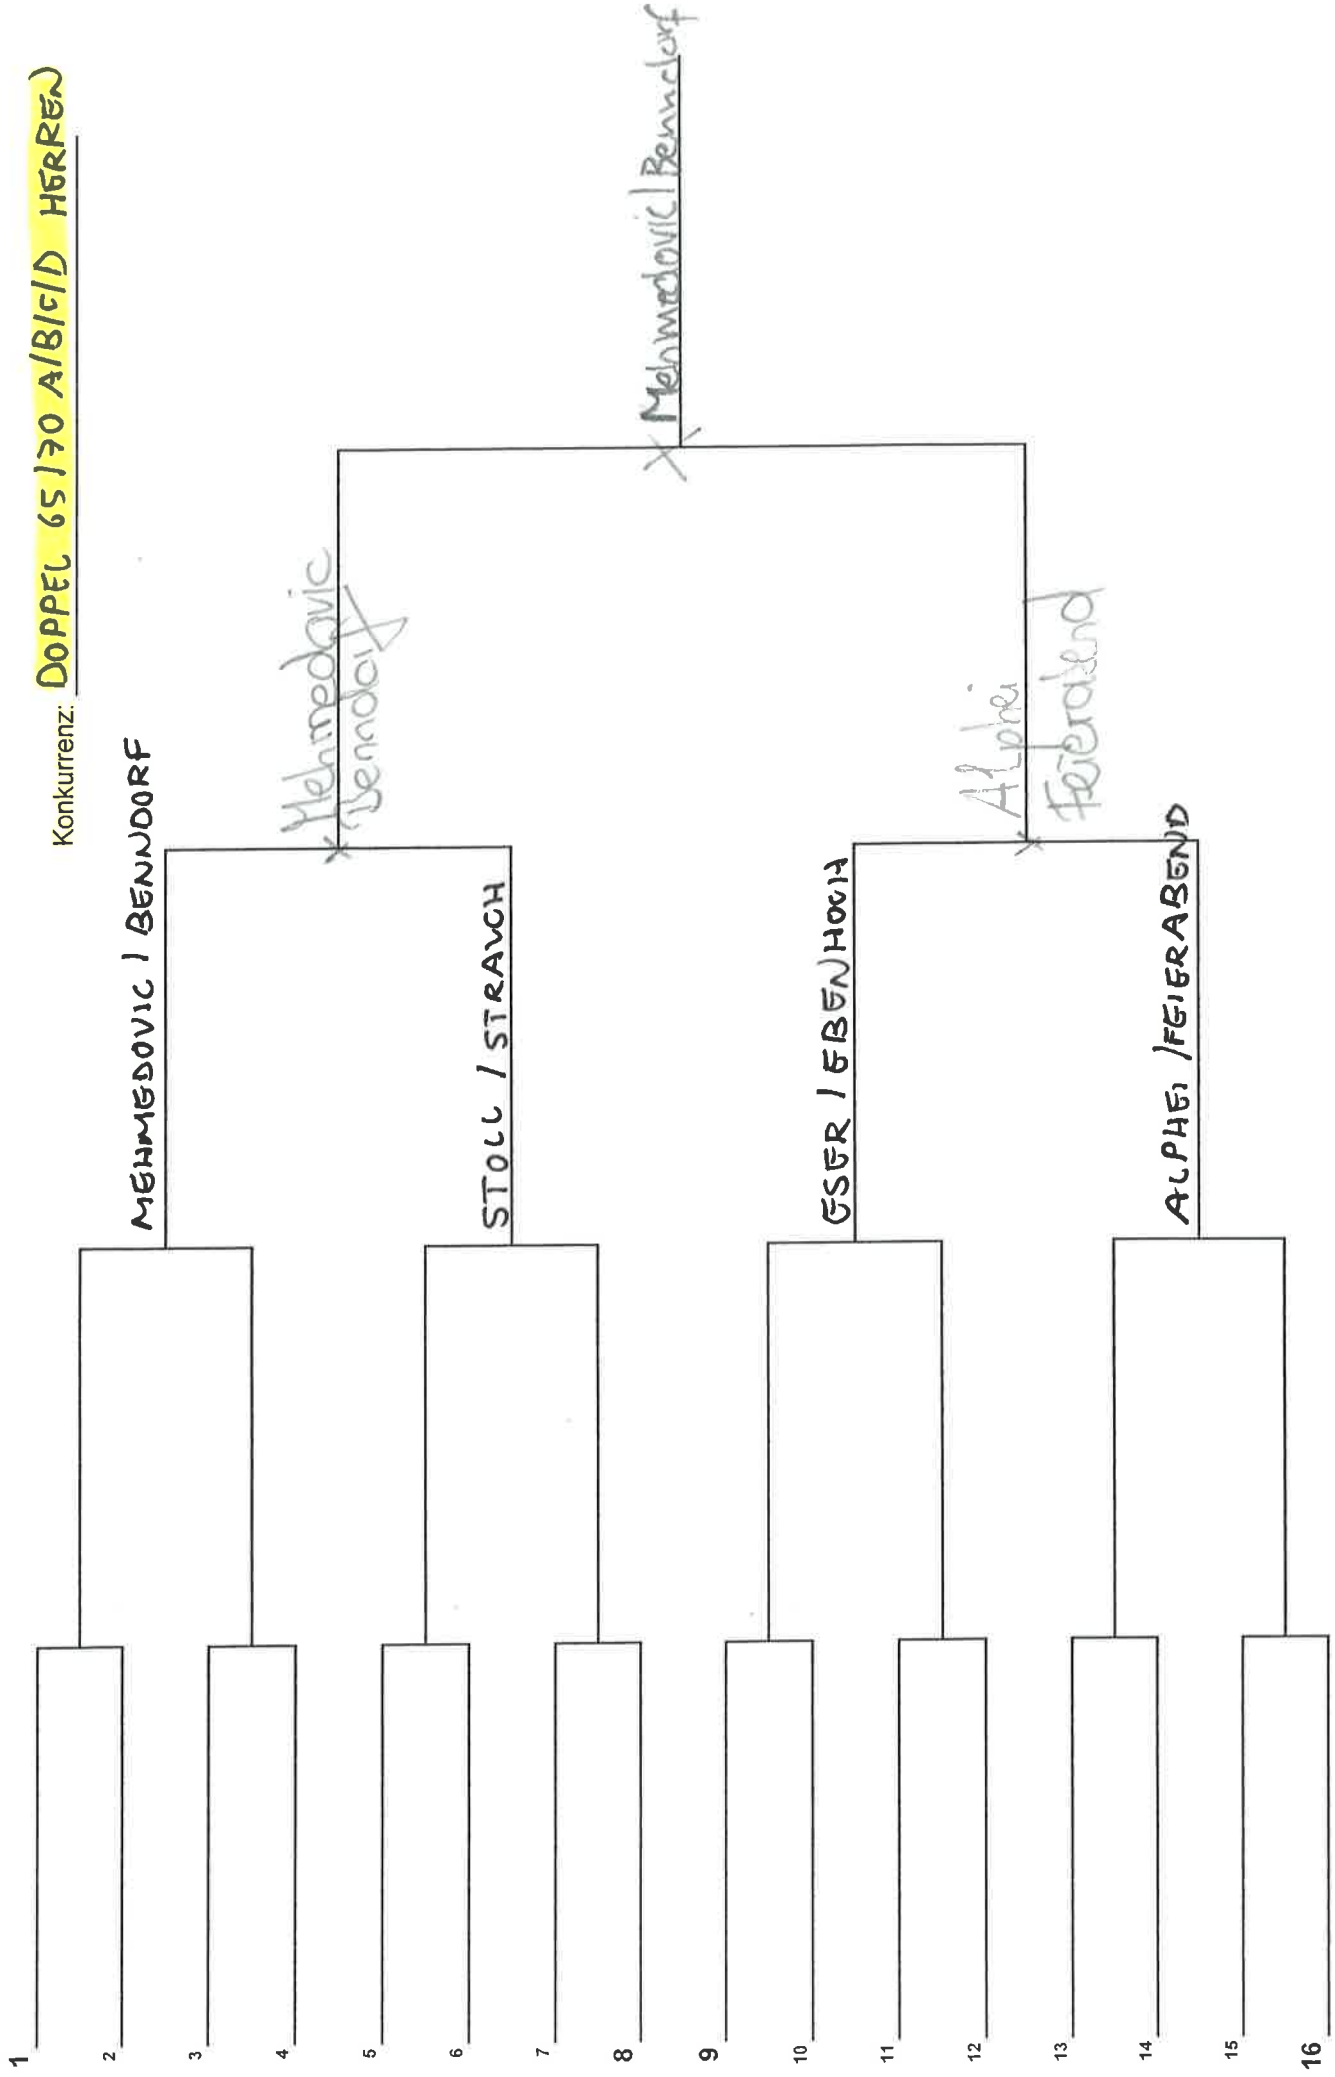 Konkurrenz: DOPPEL 65/70 A/B/C/D HERREN
1
2
3
4
5
6
7
8
9
10
11
12
13
14
15
16
MEHMEDOVIC / BENNDORF
STOLL / STRAUCH
ESER / EBENHOCH
ALPHEI / FEIERABEND
Mehmedovic
Benndorf
Alphei
Feierabend
Mehmedovic / Benndorf